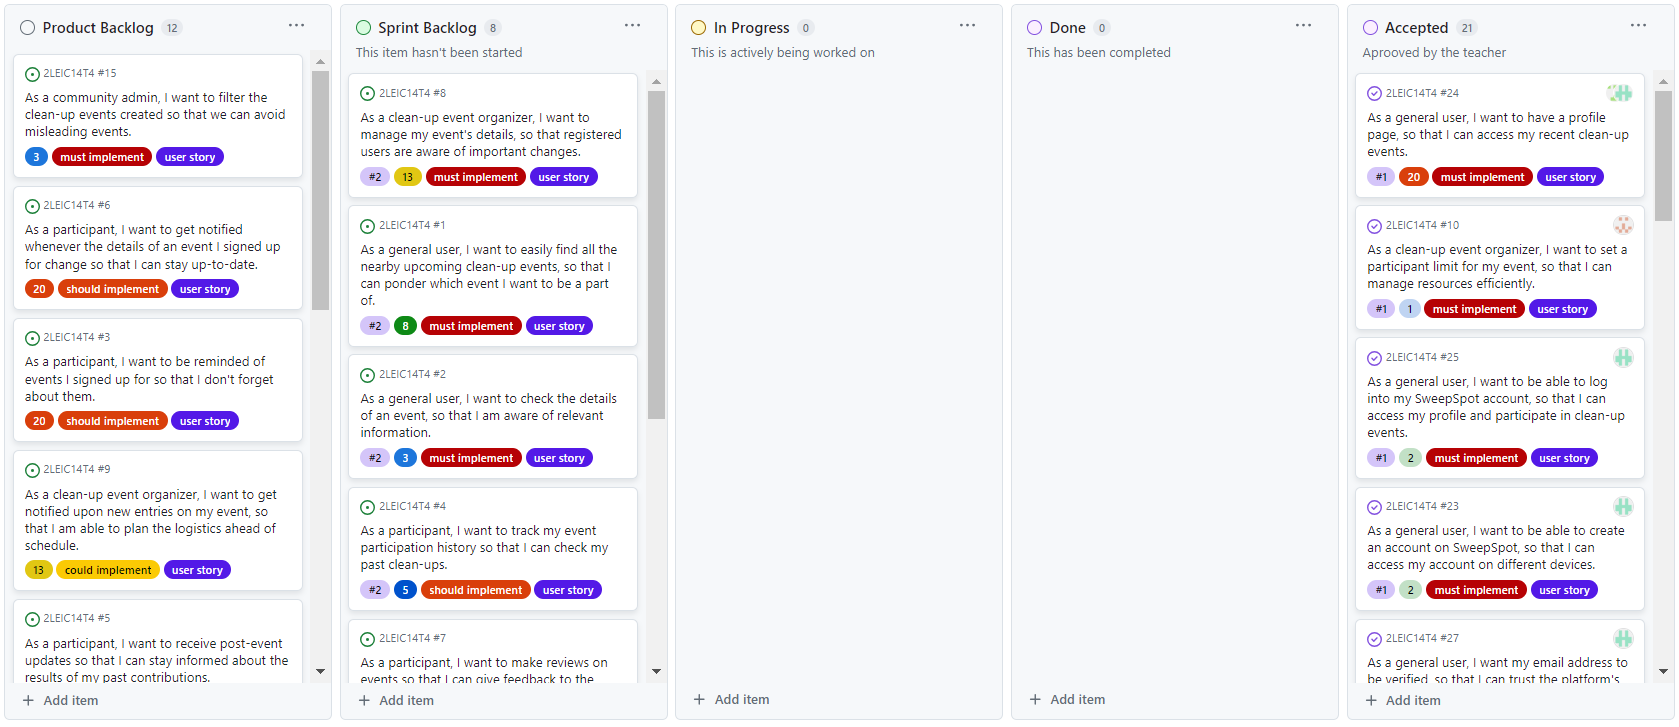 Product Backlog 12
2LEIC14T4 #15
As a community admin, I want to filter the
clean-up events created so that we can avoid
misleading events.
3 must implement user story
2LEIC14T4 #6
As a participant, I want to get notified
whenever the details of an event I signed up
for change so that I can stay up-to-date.
20 should implement user story
2LEIC14T4 #3
As a participant, I want to be reminded of
events I signed up for so that I don't forget
about them.
20 should implement user story
2LEIC14T4 #9
As a clean-up event organizer, I want to get
notified upon new entries on my event, so
that I am able to plan the logistics ahead of
schedule.
13 could implement user story
2LEIC14T4 #5
As a participant, I want to receive post-event
updates so that I can stay informed about the
results of my past contributions.
Add item
Sprint Backlog 8
This item hasn't been started
2LEIC14T4 #8
As a clean-up event organizer, I want to
manage my event's details, so that registered
users are aware of important changes.
#2 13 must implement user story
2LEIC14T4 #1
As a general user, I want to easily find all the
nearby upcoming clean-up events, so that I
can ponder which event I want to be a part
of.
#2 8 must implement user story
2LEIC14T4 #2
As a general user, I want to check the details
of an event, so that I am aware of relevant
information.
#2 3 must implement user story
2LEIC14T4 #4
As a participant, I want to track my event
participation history so that I can check my
past clean-ups.
#2 5 should implement user story
2LEIC14T4 #7
As a participant, I want to make reviews on
events so that I can give feedback to the
Add item
In Progress 0
This is actively being worked on
Add item
Done 0
This has been completed
Add item
Accepted 21
Aprooved by the teacher
2LEIC14T4 #24
As a general user, I want to have a profile
page, so that I can access my recent clean-up
events.
#1 20 must implement user story
2LEIC14T4 #10
As a clean-up event organizer, I want to set a
participant limit for my event, so that I can
manage resources efficiently.
#1 1 must implement user story
2LEIC14T4 #25
As a general user, I want to be able to log
into my SweepSpot account, so that I can
access my profile and participate in clean-up
events.
#1 2 must implement user story
2LEIC14T4 #23
As a general user, I want to be able to create
an account on SweepSpot, so that I can
access my account on different devices.
#1 2 must implement user story
2LEIC14T4 #27
As a general user, I want my email address to
be verified, so that I can trust the platform's
Add item